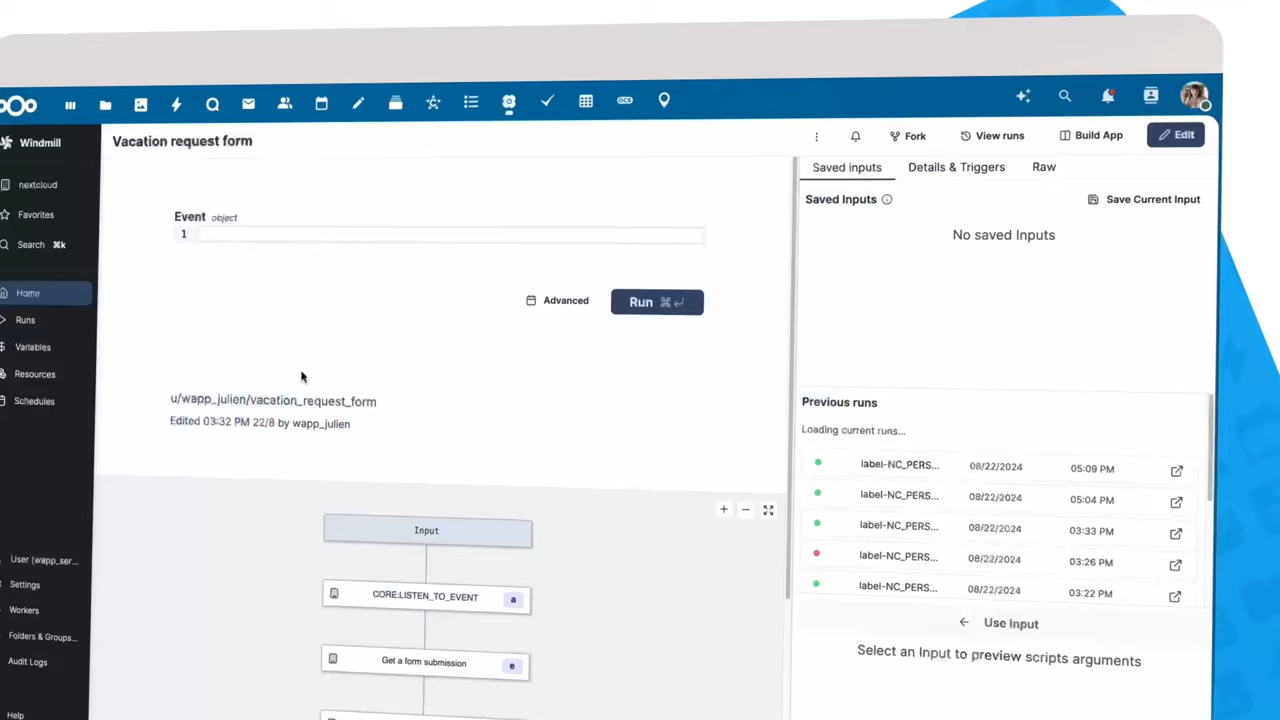 Windmill
nextcloud
Favorites
Search ⌘k
Home
Runs
Variables
Resources
Schedules
User (wapp_ser...
Settings
Workers
Folders & Groups...
Audit Logs
Help
Vacation request form
Fork
View runs
Build App
Edit
Event object
1
Advanced
Run ⌘↵
u/wapp_julien/vacation_request_form
Edited 03:32 PM 22/8 by wapp_julien
Input
CORE:LISTEN_TO_EVENT a
Get a form submission e
Saved inputs Details & Triggers Raw
Saved Inputs
Save Current Input
No saved Inputs
Previous runs
Loading current runs...
label-NC_PERS... 08/22/2024 05:09 PM
label-NC_PERS... 08/22/2024 05:04 PM
label-NC_PERS... 08/22/2024 03:33 PM
label-NC_PERS... 08/22/2024 03:26 PM
label-NC_PERS... 08/22/2024 03:22 PM
Use Input
Select an Input to preview scripts arguments